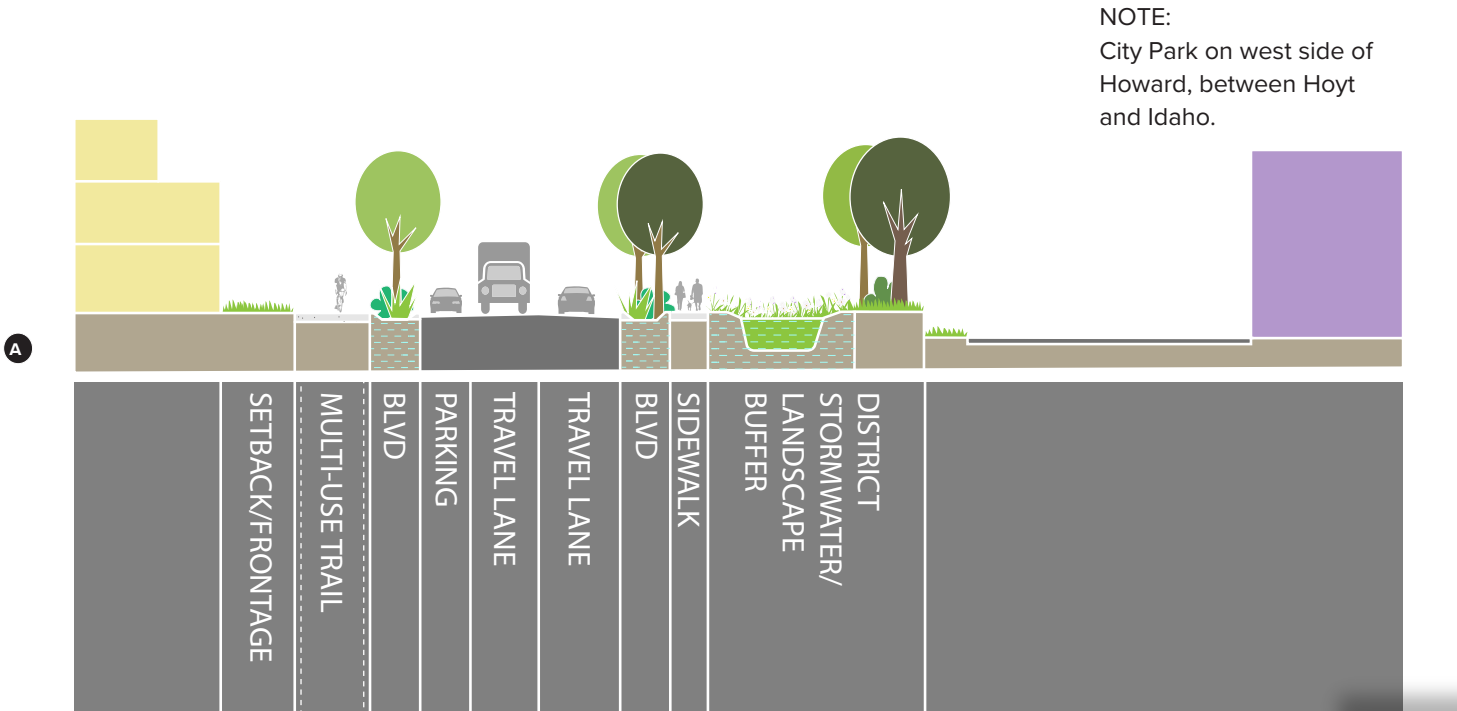 NOTE:
City Park on west side of
Howard, between Hoyt
and Idaho.
A
SETBACK/FRONTAGE
MULTI-USE TRAIL
BLVD
PARKING
TRAVEL LANE
TRAVEL LANE
BLVD
SIDEWALK
DISTRICT
STORMWATER/
LANDSCAPE
BUFFER